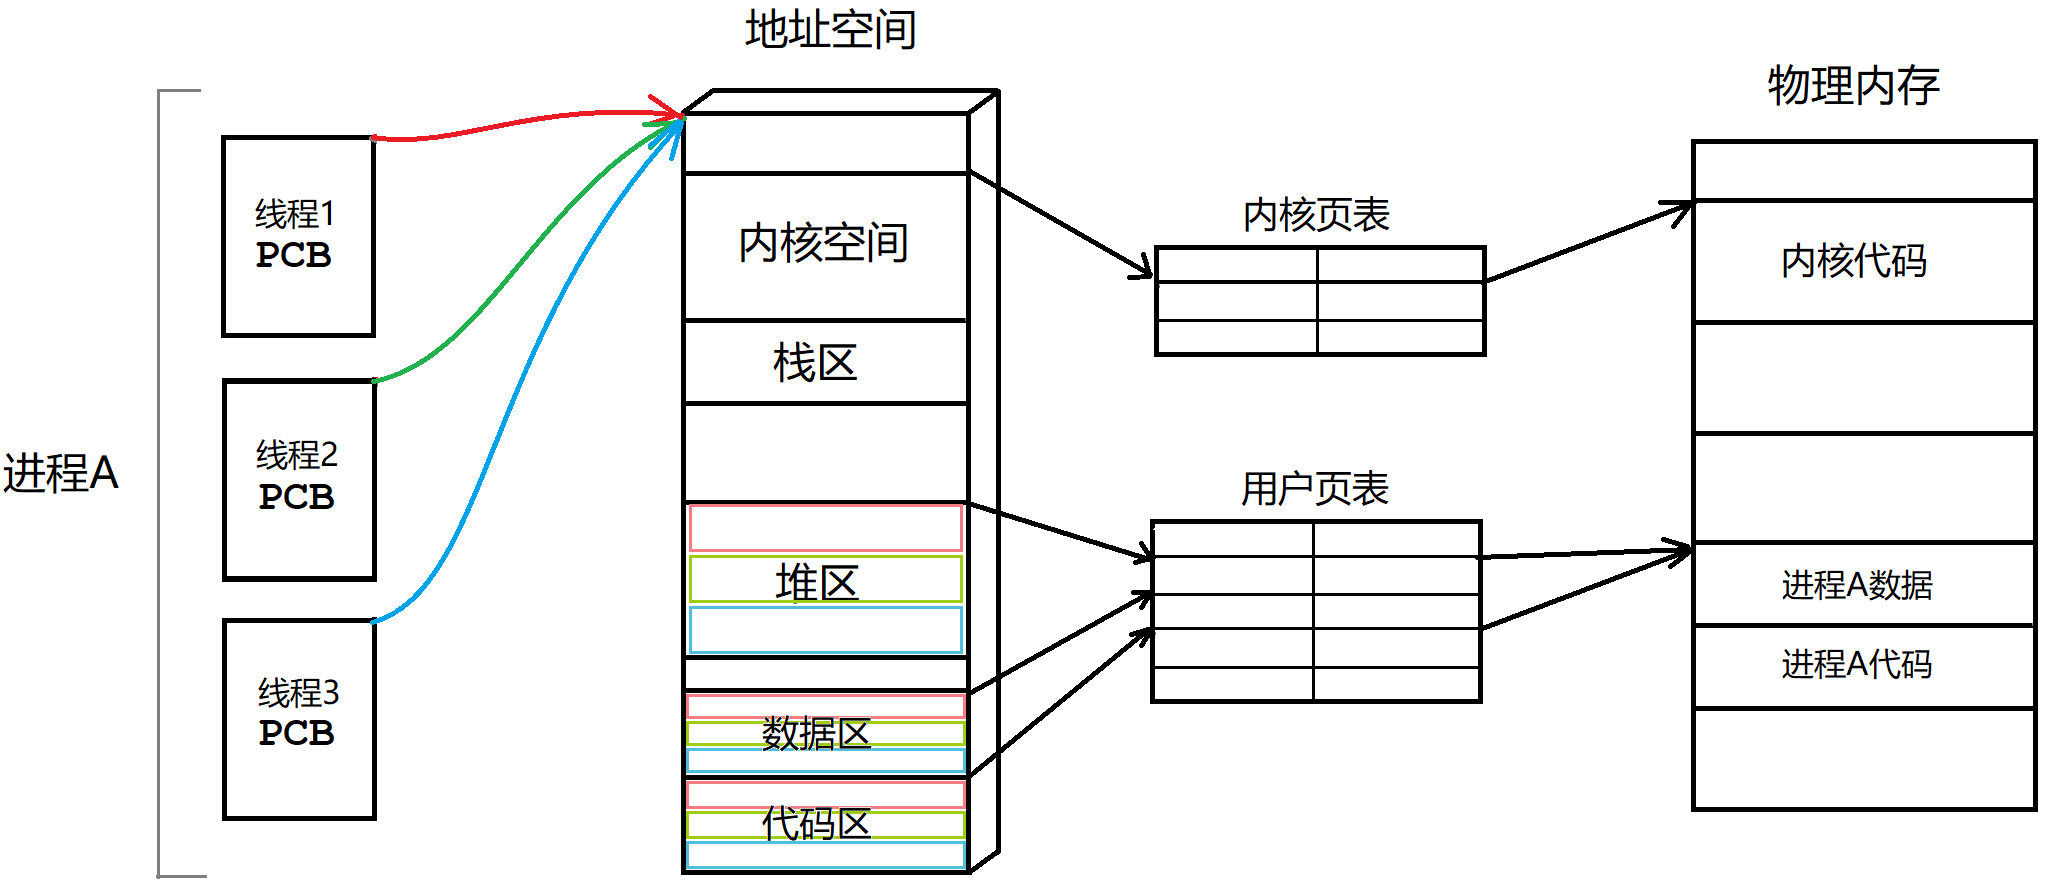 地址空间
物理内存
进程A
线程1
PCB
线程2
PCB
线程3
PCB
内核空间
栈区
堆区
数据区
代码区
内核页表
用户页表
内核代码
进程A数据
进程A代码